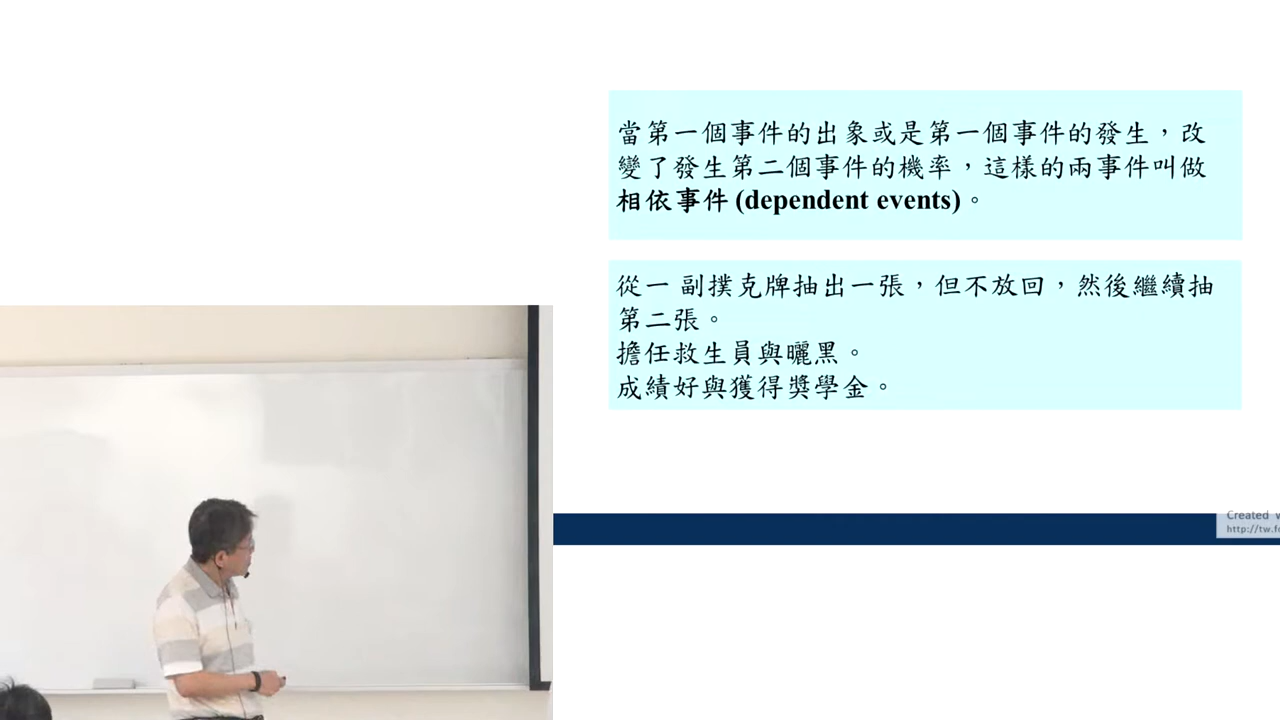 當第一個事件的出象或是第一個事件的發生，改
變了發生第二個事件的機率，這樣的兩事件叫做
相依事件 (dependent events)。
從一 副撲克牌抽出一張，但不放回，然後繼續抽
第二張。
擔任救生員與曬黑。
成績好與獲得獎學金。
Created
http://tw.fo